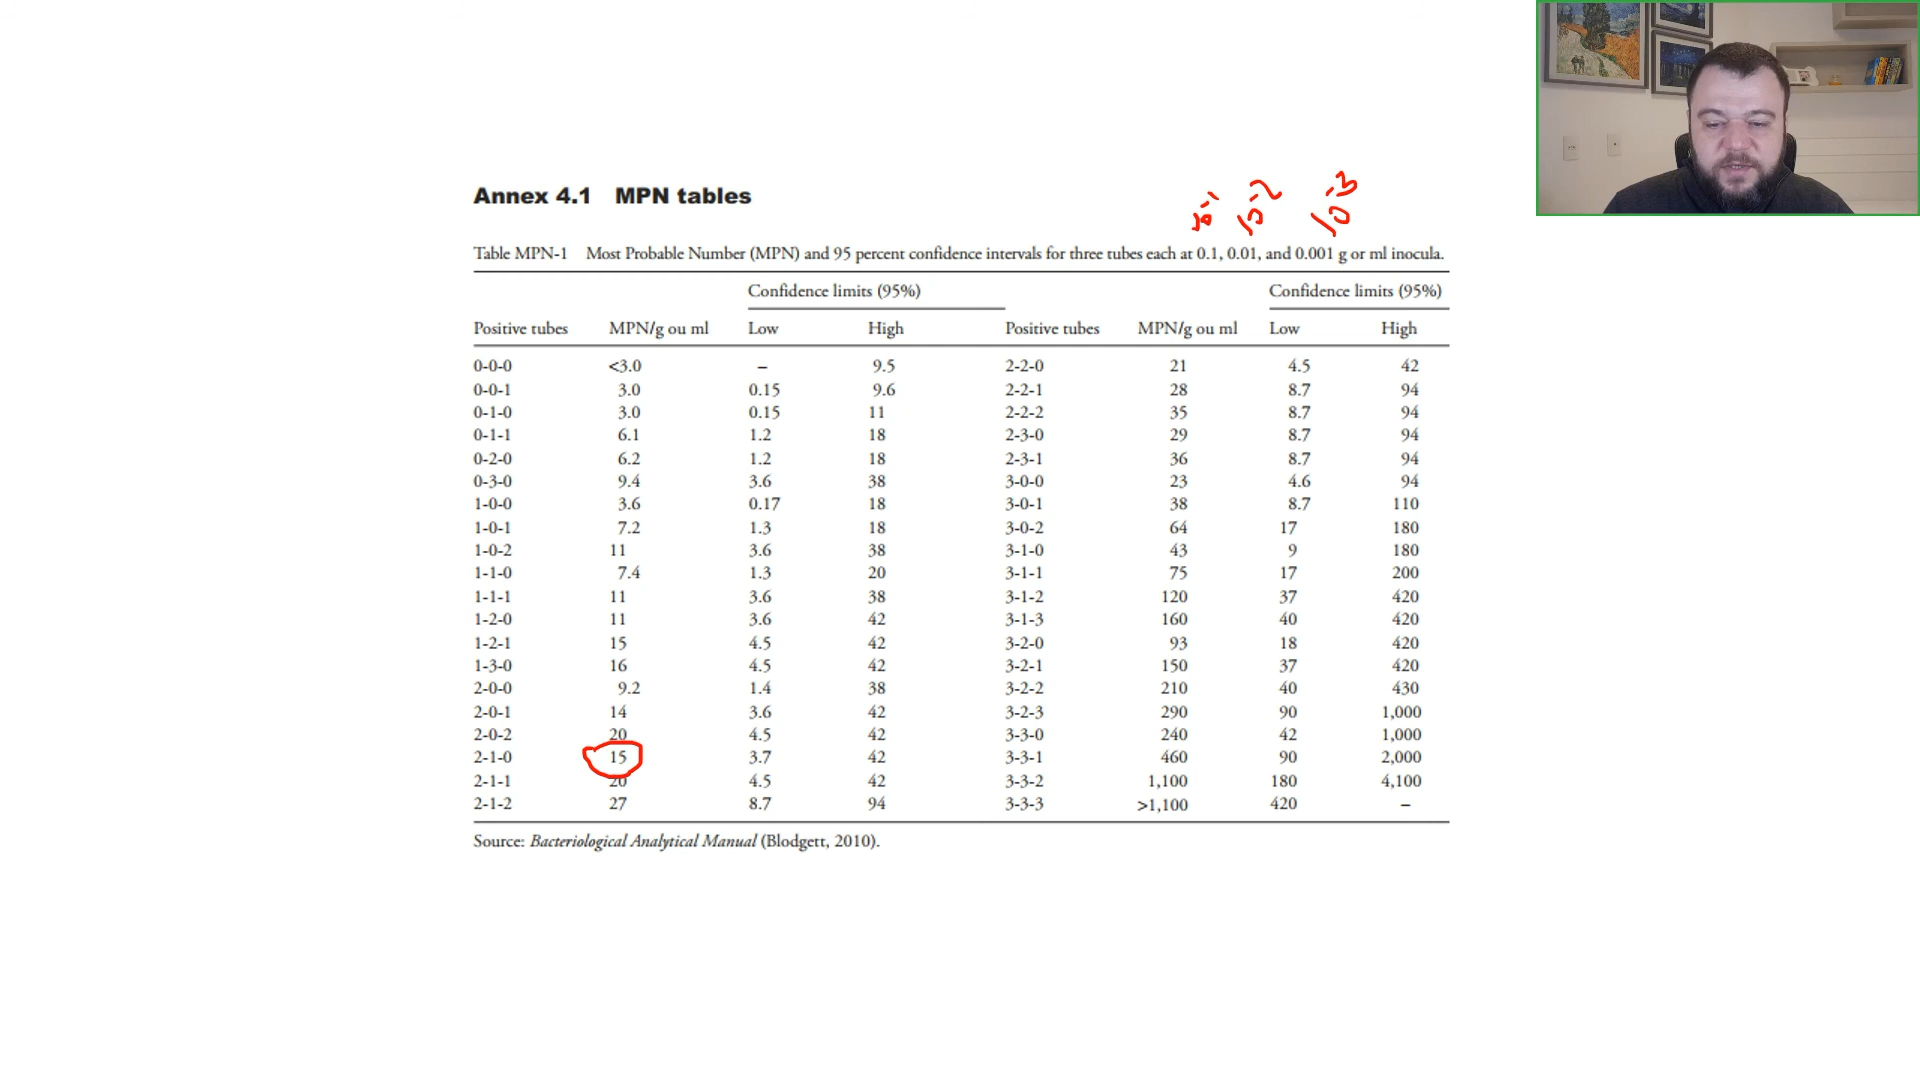 Annex 4.1 MPN tables
10-1 10-2 10-3
Table MPN-1 Most Probable Number (MPN) and 95 percent confidence intervals for three tubes each at 0.1, 0.01, and 0.001 g or ml inocula.
Confidence limits (95%) Confidence limits (95%)
Positive tubes MPN/g ou ml Low High Positive tubes MPN/g ou ml Low High
0-0-0 <3.0 – 9.5 2-2-0 21 4.5 42
0-0-1 3.0 0.15 9.6 2-2-1 28 8.7 94
0-1-0 3.0 0.15 11 2-2-2 35 8.7 94
0-1-1 6.1 1.2 18 2-3-0 29 8.7 94
0-2-0 6.2 1.2 18 2-3-1 36 8.7 94
0-3-0 9.4 3.6 38 3-0-0 23 4.6 94
1-0-0 3.6 0.17 18 3-0-1 38 8.7 110
1-0-1 7.2 1.3 18 3-0-2 64 17 180
1-0-2 11 3.6 38 3-1-0 43 9 180
1-1-0 7.4 1.3 20 3-1-1 75 17 200
1-1-1 11 3.6 38 3-1-2 120 37 420
1-2-0 11 3.6 42 3-1-3 160 40 420
1-2-1 15 4.5 42 3-2-0 93 18 420
1-3-0 16 4.5 42 3-2-1 150 37 420
2-0-0 9.2 1.4 38 3-2-2 210 40 430
2-0-1 14 3.6 42 3-2-3 290 90 1,000
2-0-2 20 4.5 42 3-3-0 240 42 1,000
2-1-0 15 3.7 42 3-3-1 460 90 2,000
2-1-1 20 4.5 42 3-3-2 1,100 180 4,100
2-1-2 27 8.7 94 3-3-3 >1,100 420 –
Source: Bacteriological Analytical Manual (Blodgett, 2010).